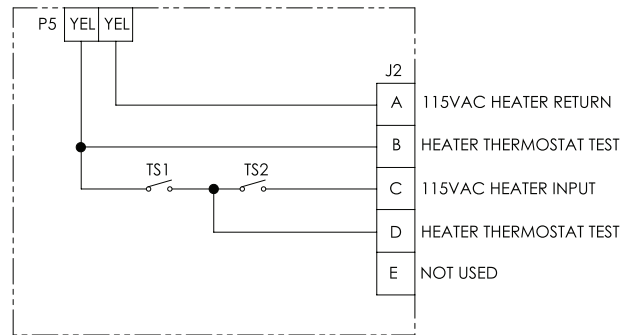 P5 YEL YEL
J2
A 115VAC HEATER RETURN
B HEATER THERMOSTAT TEST
TS1 TS2
C 115VAC HEATER INPUT
D HEATER THERMOSTAT TEST
E NOT USED